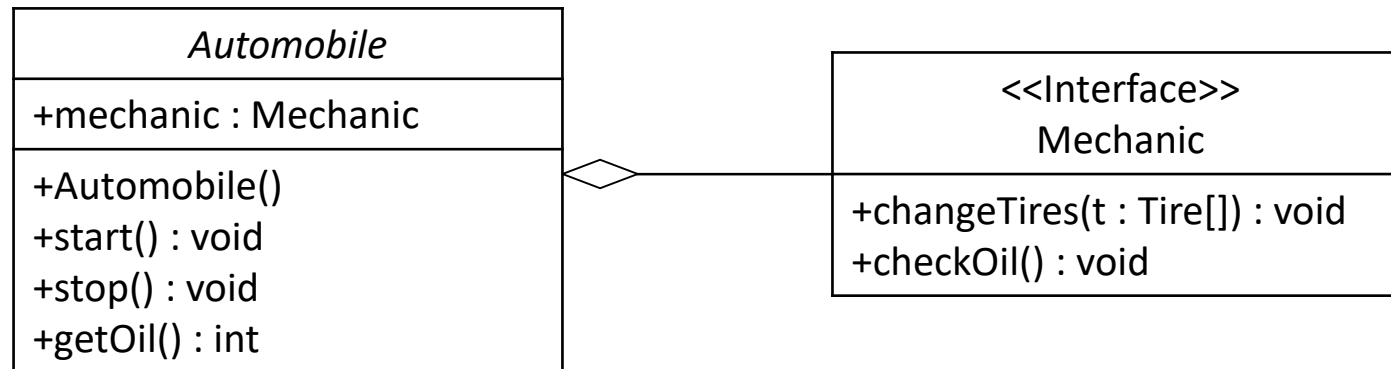 Automobile
+mechanic : Mechanic
+Automobile()
+start() : void
+stop() : void
+getOil() : int
<<Interface>>
Mechanic
+changeTires(t : Tire[]) : void
+checkOil() : void